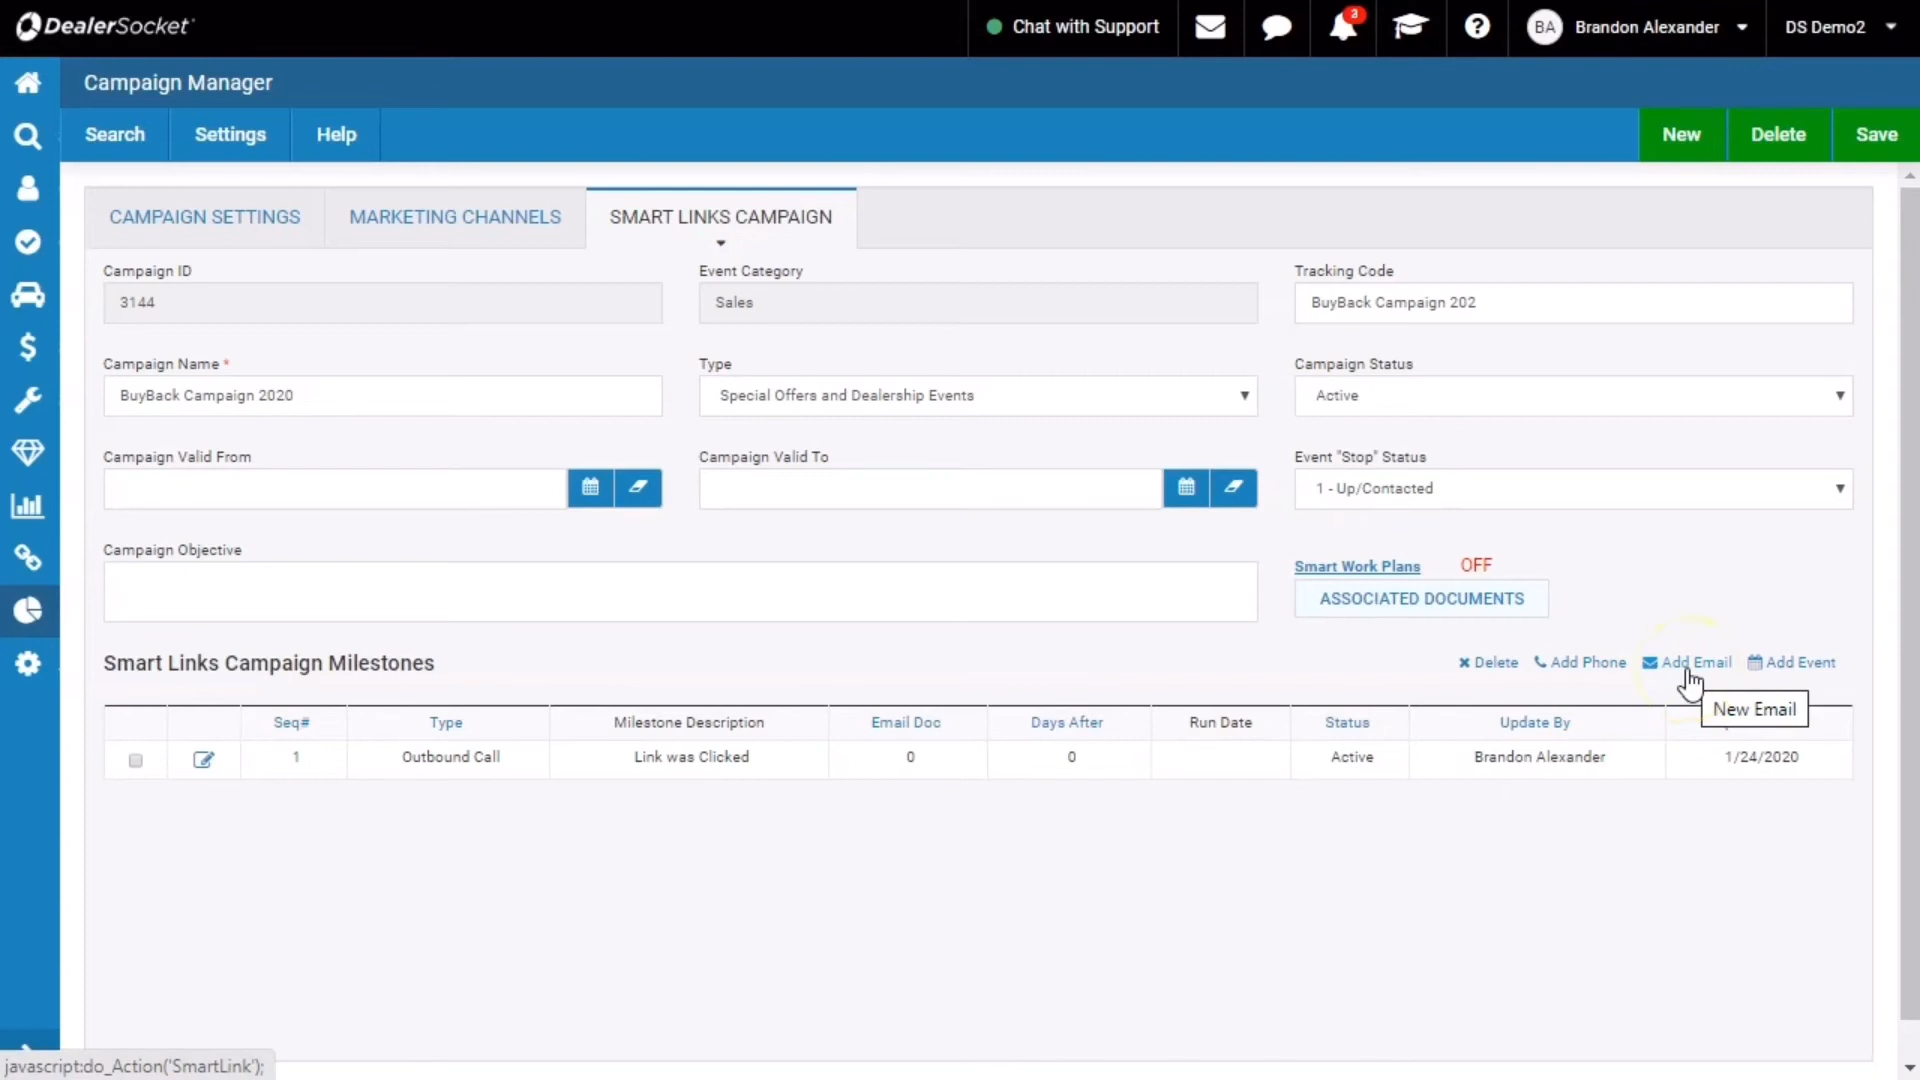 DealerSocket
Chat with Support
3
BA
Brandon Alexander
DS Demo2
Campaign Manager
Search
Settings
Help
New
Delete
Save
CAMPAIGN SETTINGS
MARKETING CHANNELS
SMART LINKS CAMPAIGN
Campaign ID
Event Category
Tracking Code
3144
Sales
BuyBack Campaign 202
Campaign Name *
Type
Campaign Status
BuyBack Campaign 2020
Special Offers and Dealership Events
Active
Campaign Valid From
Campaign Valid To
Event "Stop" Status
1 - Up/Contacted
Campaign Objective
Smart Work Plans
OFF
ASSOCIATED DOCUMENTS
Smart Links Campaign Milestones
Delete
Add Phone
Add Email
Add Event
New Email
Seq#
Type
Milestone Description
Email Doc
Days After
Run Date
Status
Update By
1
Outbound Call
Link was Clicked
0
0
Active
Brandon Alexander
1/24/2020
javascript:do_Action('SmartLink');